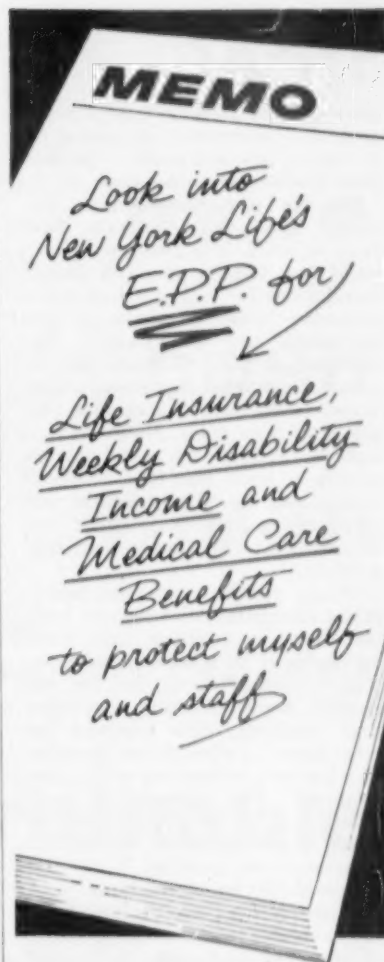 MEMO
Look into
New York Life's
E.P.P. for
Life Insurance,
Weekly Disability
Income and
Medical Care
Benefits
to protect myself
and staff